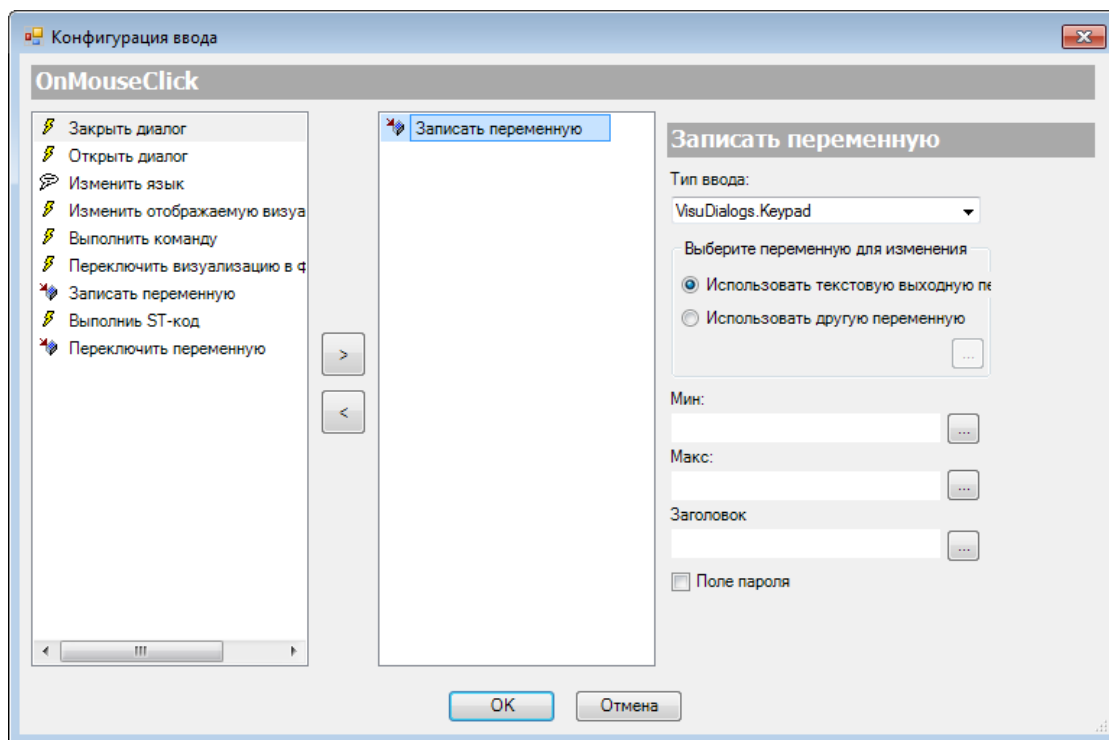 Конфигурация ввода
OnMouseClick
Закрыть диалог
Открыть диалог
Изменить язык
Изменить отображаемую визуа
Выполнить команду
Переключить визуализацию в ф
Записать переменную
Выполниь ST-код
Переключить переменную
>
<
Записать переменную
Записать переменную
Тип ввода:
VisuDialogs.Keypad
Выберите переменную для изменения
Использовать текстовую выходную пе
Использовать другую переменную
...
Мин:
...
Макс:
...
Заголовок
...
Поле пароля
OK
Отмена